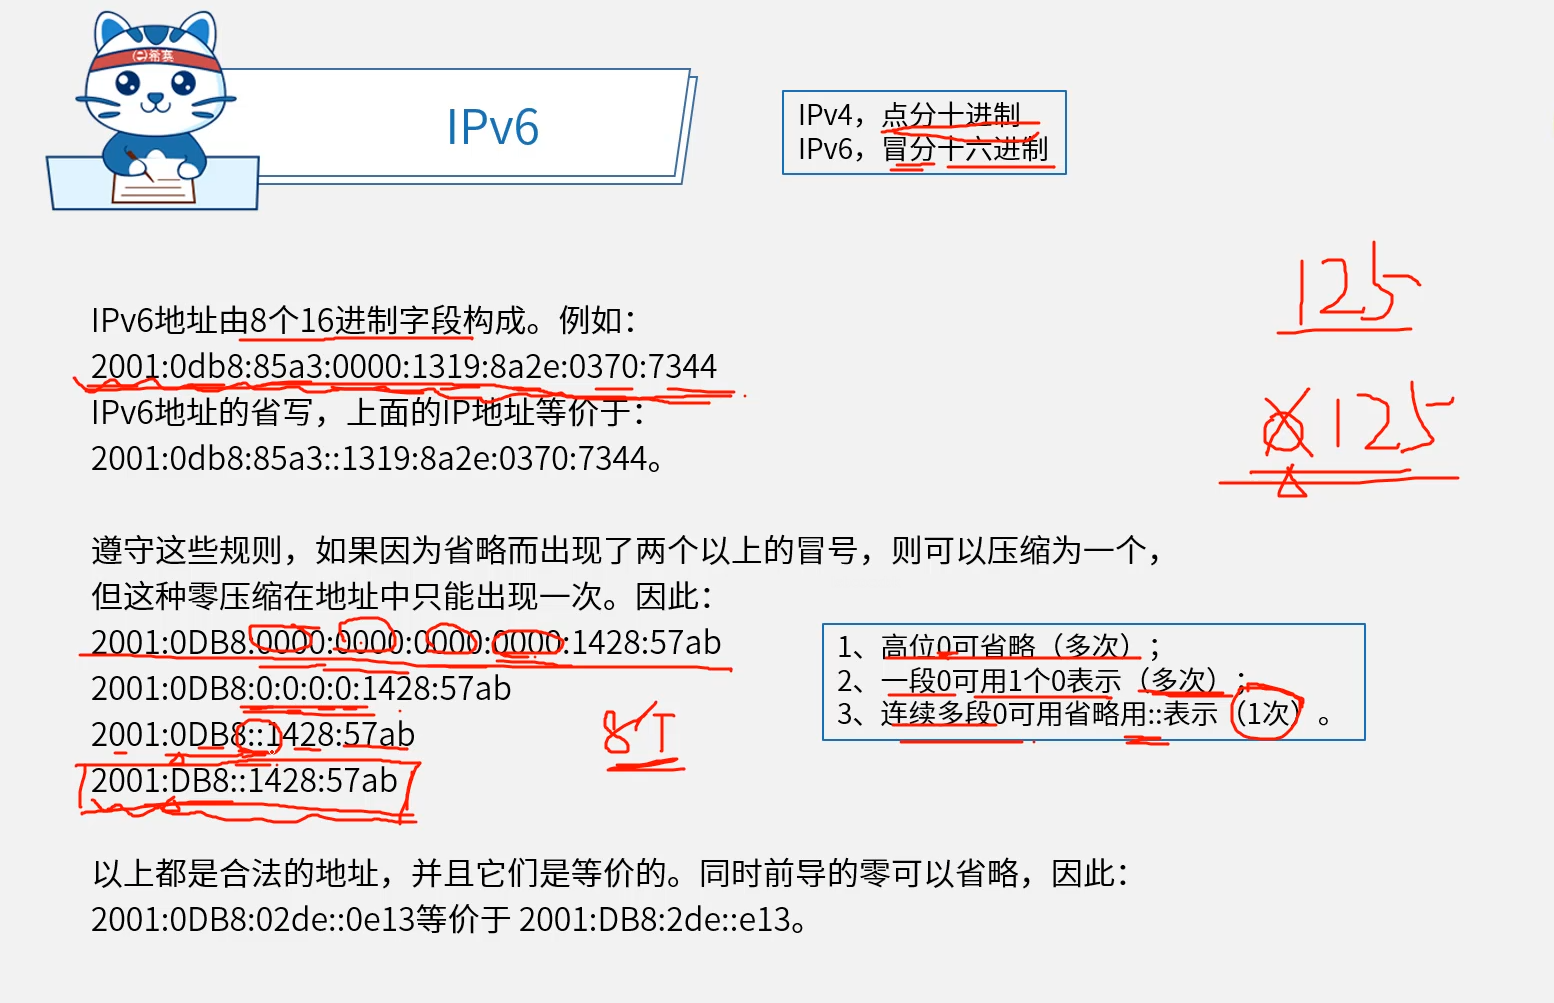 希赛
IPv6
IPv4，点分十进制
IPv6，冒分十六进制
IPv6地址由8个16进制字段构成。例如：
2001:0db8:85a3:0000:1319:8a2e:0370:7344
IPv6地址的省写，上面的IP地址等价于：
2001:0db8:85a3::1319:8a2e:0370:7344。
125
0125
遵守这些规则，如果因为省略而出现了两个以上的冒号，则可以压缩为一个，
但这种零压缩在地址中只能出现一次。因此：
2001:0DB8:0000:0000:0000:0000:1428:57ab
2001:0DB8:0:0:0:0:1428:57ab
2001:0DB8::1428:57ab
2001:DB8::1428:57ab
8个
1、高位0可省略（多次）；
2、一段0可用1个0表示（多次）；
3、连续多段0可用省略用::表示（1次）。
以上都是合法的地址，并且它们是等价的。同时前导的零可以省略，因此：
2001:0DB8:02de::0e13等价于 2001:DB8:2de::e13。